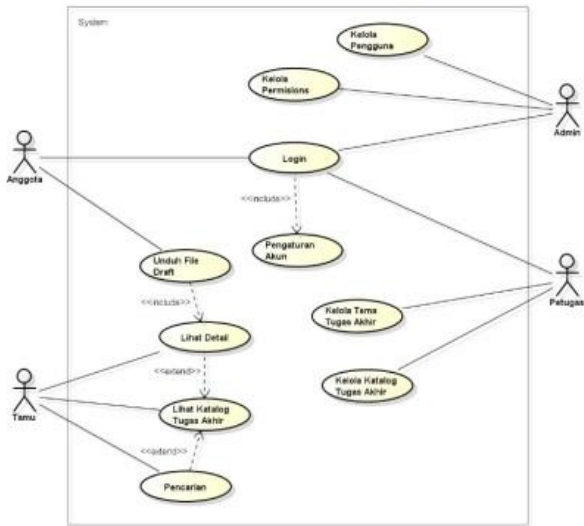 System
Kelola
Pengguna
Kelola
Permisions
Admin
Login
Anggota
<<include>>
Pengaturan
Akun
Unduh File
Draft
Petugas
<<include>>
Kelola Tema
Tugas Akhir
Lihat Detail
<<extend>>
Kelola Katalog
Tugas Akhir
Lihat Katalog
Tugas Akhir
Tamu
<<extend>>
Pencarian